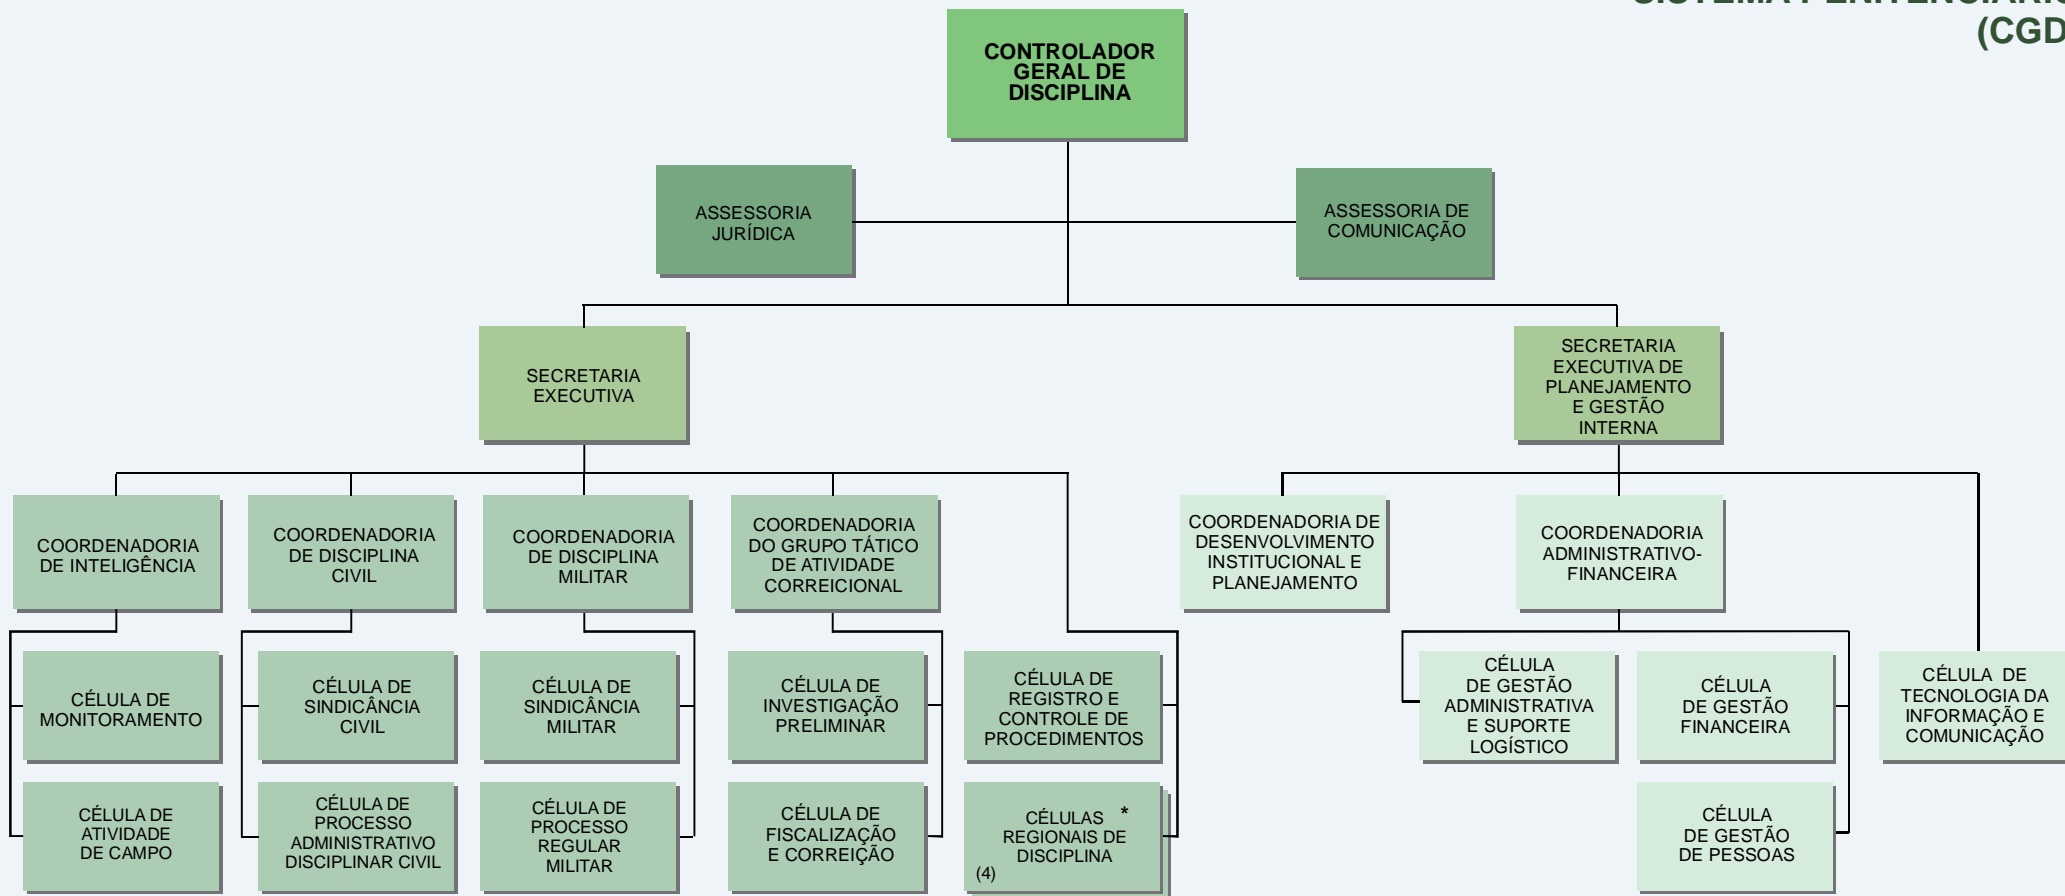 (CGD
CONTROLADOR
GERAL DE
DISCIPLINA
ASSESSORIA
JURÍDICA
ASSESSORIA DE
COMUNICAÇÃO
SECRETARIA
EXECUTIVA
SECRETARIA
EXECUTIVA DE
PLANEJAMENTO
E GESTÃO
INTERNA
COORDENADORIA
DE INTELIGÊNCIA
COORDENADORIA
DE DISCIPLINA
CIVIL
COORDENADORIA
DE DISCIPLINA
MILITAR
COORDENADORIA
DO GRUPO TÁTICO
DE ATIVIDADE
CORREICIONAL
COORDENADORIA DE
DESENVOLVIMENTO
INSTITUCIONAL E
PLANEJAMENTO
COORDENADORIA
ADMINISTRATIVO-
FINANCEIRA
CÉLULA DE
MONITORAMENTO
CÉLULA DE
SINDICÂNCIA
CIVIL
CÉLULA DE
SINDICÂNCIA
MILITAR
CÉLULA DE
INVESTIGAÇÃO
PRELIMINAR
CÉLULA DE
REGISTRO E
CONTROLE DE
PROCEDIMENTOS
CÉLULA
DE GESTÃO
ADMINISTRATIVA
E SUPORTE
LOGÍSTICO
CÉLULA
DE GESTÃO
FINANCEIRA
CÉLULA DE
TECNOLOGIA DA
INFORMAÇÃO E
COMUNICAÇÃO
CÉLULA DE
ATIVIDADE
DE CAMPO
CÉLULA DE
PROCESSO
ADMINISTRATIVO
DISCIPLINAR CIVIL
CÉLULA DE
PROCESSO
REGULAR
MILITAR
CÉLULA DE
FISCALIZAÇÃO
E CORREIÇÃO
CÉLULAS *
REGIONAIS DE
DISCIPLINA
(4)
CÉLULA
DE GESTÃO
DE PESSOAS